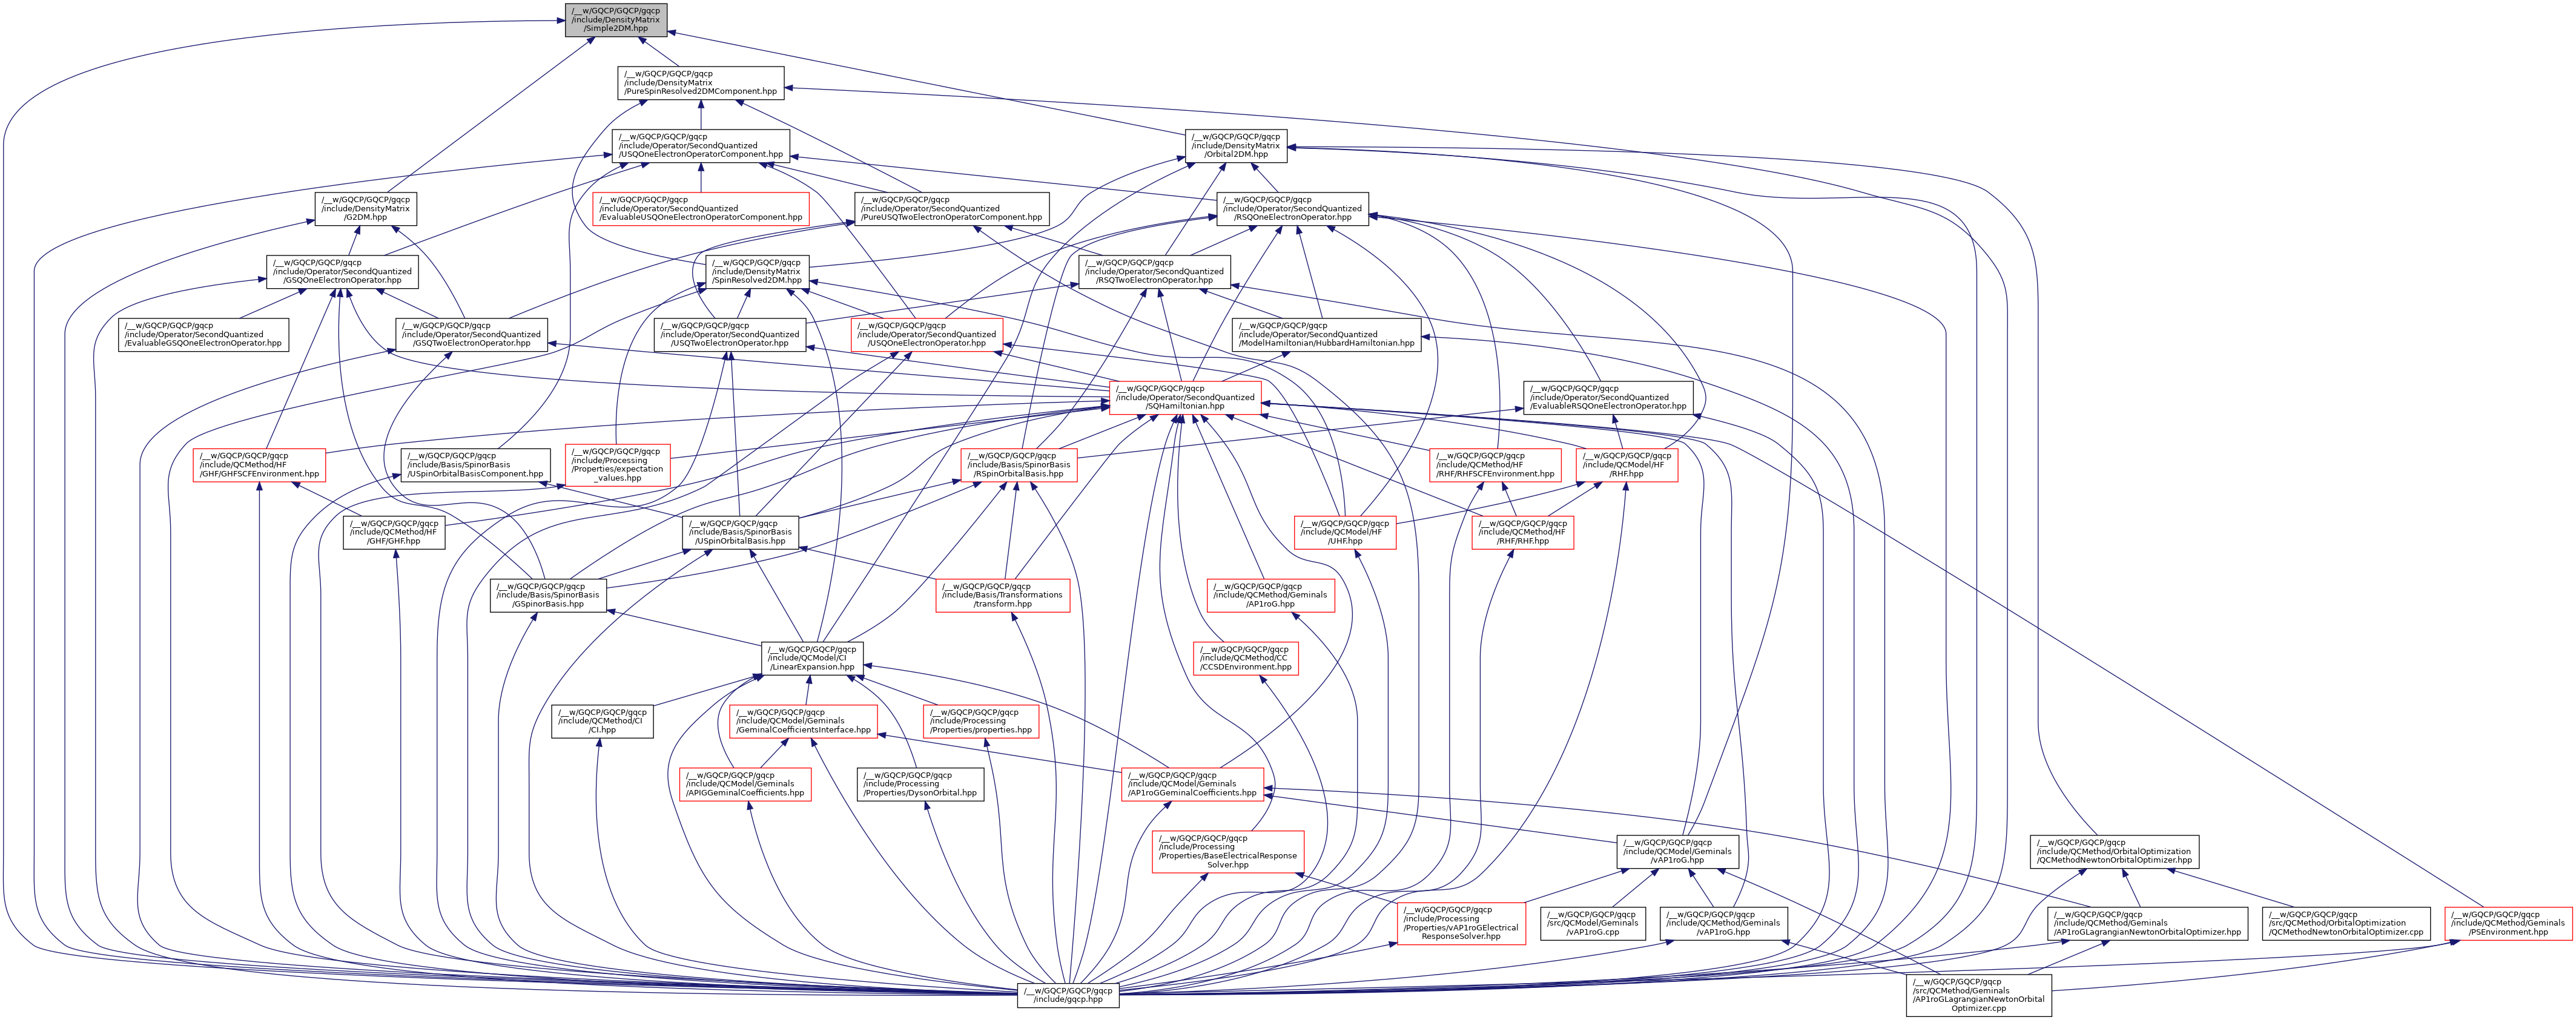 /__w/GQCP/GQCP/gqcp
/include/DensityMatrix
/Simple2DM.hpp
/__w/GQCP/GQCP/gqcp
/include/DensityMatrix
/PureSpinResolved2DMComponent.hpp
/__w/GQCP/GQCP/gqcp
/include/Operator/SecondQuantized
/USQOneElectronOperatorComponent.hpp
/__w/GQCP/GQCP/gqcp
/include/DensityMatrix
/Orbital2DM.hpp
/__w/GQCP/GQCP/gqcp
/include/DensityMatrix
/G2DM.hpp
/__w/GQCP/GQCP/gqcp
/include/Operator/SecondQuantized
/EvaluableUSQOneElectronOperatorComponent.hpp
/__w/GQCP/GQCP/gqcp
/include/Operator/SecondQuantized
/PureUSQTwoElectronOperatorComponent.hpp
/__w/GQCP/GQCP/gqcp
/include/Operator/SecondQuantized
/RSQOneElectronOperator.hpp
/__w/GQCP/GQCP/gqcp
/include/Operator/SecondQuantized
/GSQOneElectronOperator.hpp
/__w/GQCP/GQCP/gqcp
/include/DensityMatrix
/SpinResolved2DM.hpp
/__w/GQCP/GQCP/gqcp
/include/Operator/SecondQuantized
/RSQTwoElectronOperator.hpp
/__w/GQCP/GQCP/gqcp
/include/Operator/SecondQuantized
/EvaluableGSQOneElectronOperator.hpp
/__w/GQCP/GQCP/gqcp
/include/Operator/SecondQuantized
/GSQTwoElectronOperator.hpp
/__w/GQCP/GQCP/gqcp
/include/Operator/SecondQuantized
/USQTwoElectronOperator.hpp
/__w/GQCP/GQCP/gqcp
/include/Operator/SecondQuantized
/USQOneElectronOperator.hpp
/__w/GQCP/GQCP/gqcp
/include/Operator/SecondQuantized
/ModelHamiltonian/HubbardHamiltonian.hpp
/__w/GQCP/GQCP/gqcp
/include/Operator/SecondQuantized
/SQHamiltonian.hpp
/__w/GQCP/GQCP/gqcp
/include/Operator/SecondQuantized
/EvaluableRSQOneElectronOperator.hpp
/__w/GQCP/GQCP/gqcp
/include/QCMethod/HF
/GHF/GHFSCFEnvironment.hpp
/__w/GQCP/GQCP/gqcp
/include/Basis/SpinorBasis
/USpinOrbitalBasisComponent.hpp
/__w/GQCP/GQCP/gqcp
/include/Processing
/Properties/expectation
_values.hpp
/__w/GQCP/GQCP/gqcp
/include/Basis/SpinorBasis
/RSpinOrbitalBasis.hpp
/__w/GQCP/GQCP/gqcp
/include/QCMethod/HF
/RHF/RHFSCFEnvironment.hpp
/__w/GQCP/GQCP/gqcp
/include/QCModel/HF
/RHF.hpp
/__w/GQCP/GQCP/gqcp
/include/QCMethod/HF
/GHF/GHF.hpp
/__w/GQCP/GQCP/gqcp
/include/Basis/SpinorBasis
/USpinOrbitalBasis.hpp
/__w/GQCP/GQCP/gqcp
/include/QCModel/HF
/UHF.hpp
/__w/GQCP/GQCP/gqcp
/include/QCMethod/HF
/RHF/RHF.hpp
/__w/GQCP/GQCP/gqcp
/include/Basis/SpinorBasis
/GSpinorBasis.hpp
/__w/GQCP/GQCP/gqcp
/include/Basis/Transformations
/transform.hpp
/__w/GQCP/GQCP/gqcp
/include/QCMethod/Geminals
/AP1roG.hpp
/__w/GQCP/GQCP/gqcp
/include/QCModel/CI
/LinearExpansion.hpp
/__w/GQCP/GQCP/gqcp
/include/QCMethod/CC
/CCSDEnvironment.hpp
/__w/GQCP/GQCP/gqcp
/include/QCMethod/CI
/CI.hpp
/__w/GQCP/GQCP/gqcp
/include/QCModel/Geminals
/GeminalCoefficientsInterface.hpp
/__w/GQCP/GQCP/gqcp
/include/Processing
/Properties/properties.hpp
/__w/GQCP/GQCP/gqcp
/include/QCModel/Geminals
/APIGGeminalCoefficients.hpp
/__w/GQCP/GQCP/gqcp
/include/Processing
/Properties/DysonOrbital.hpp
/__w/GQCP/GQCP/gqcp
/include/QCModel/Geminals
/AP1roGGeminalCoefficients.hpp
/__w/GQCP/GQCP/gqcp
/include/Processing
/Properties/BaseElectricalResponse
Solver.hpp
/__w/GQCP/GQCP/gqcp
/include/QCModel/Geminals
/vAP1roG.hpp
/__w/GQCP/GQCP/gqcp
/include/QCMethod/OrbitalOptimization
/QCMethodNewtonOrbitalOptimizer.hpp
/__w/GQCP/GQCP/gqcp
/include/Processing
/Properties/vAP1roGElectrical
ResponseSolver.hpp
/__w/GQCP/GQCP/gqcp
/src/QCModel/Geminals
/vAP1roG.cpp
/__w/GQCP/GQCP/gqcp
/include/QCMethod/Geminals
/vAP1roG.hpp
/__w/GQCP/GQCP/gqcp
/include/QCMethod/Geminals
/AP1roGLagrangianNewtonOrbitalOptimizer.hpp
/__w/GQCP/GQCP/gqcp
/src/QCMethod/OrbitalOptimization
/QCMethodNewtonOrbitalOptimizer.cpp
/__w/GQCP/GQCP/gqcp
/include/QCMethod/Geminals
/PSEnvironment.hpp
/__w/GQCP/GQCP/gqcp
/include/gqcp.hpp
/__w/GQCP/GQCP/gqcp
/src/QCMethod/Geminals
/AP1roGLagrangianNewtonOrbital
Optimizer.cpp